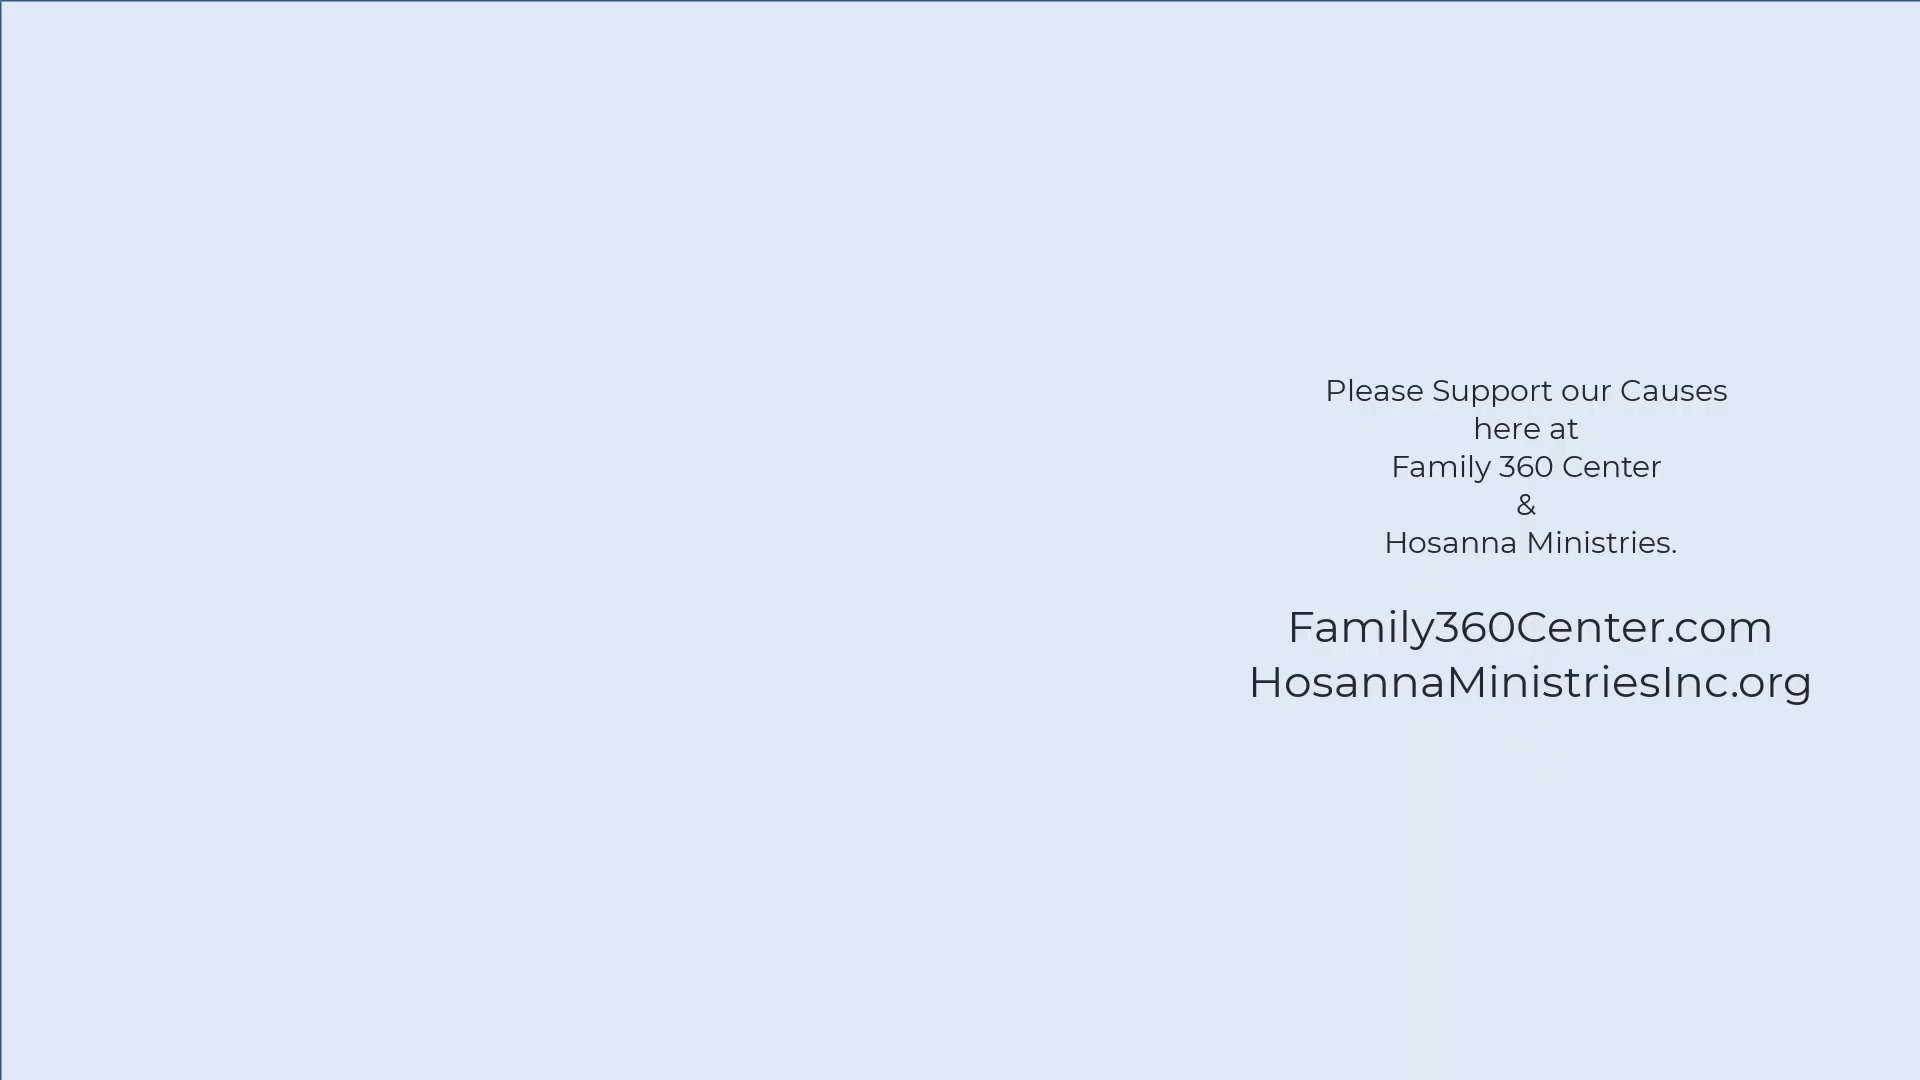 Please Support our Causes
here at
Family 360 Center
&
Hosanna Ministries.
Family360Center.com
HosannaMinistriesInc.org